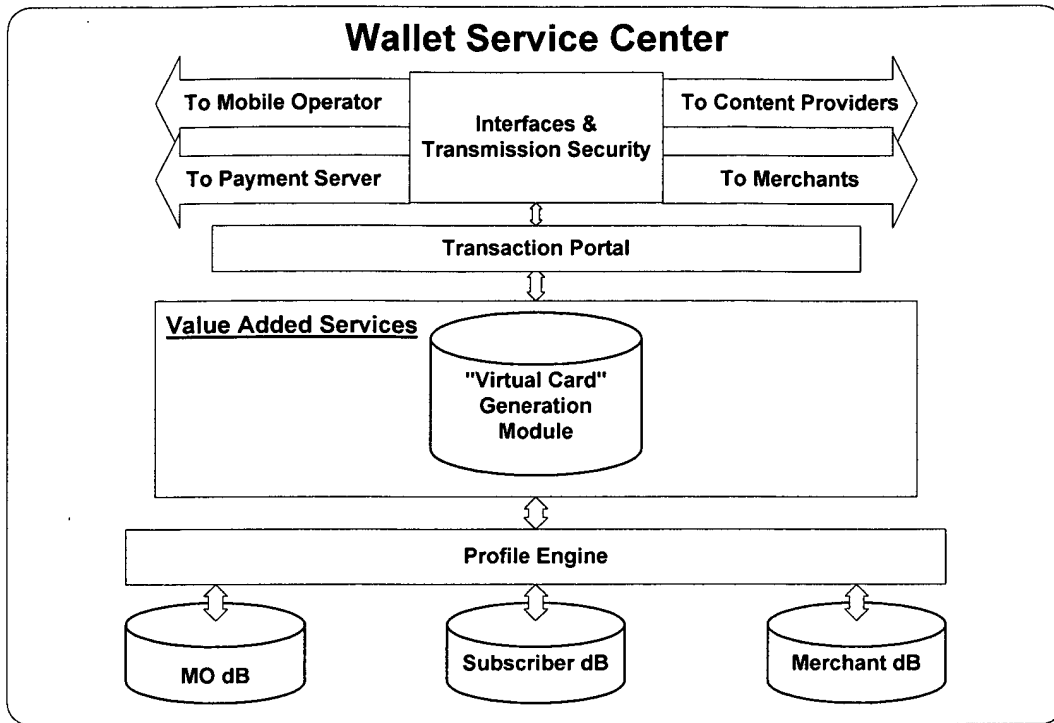 Wallet Service Center
To Mobile Operator
To Content Providers
Interfaces &
Transmission Security
To Payment Server
To Merchants
Transaction Portal
Value Added Services
"Virtual Card"
Generation
Module
Profile Engine
MO dB
Subscriber dB
Merchant dB